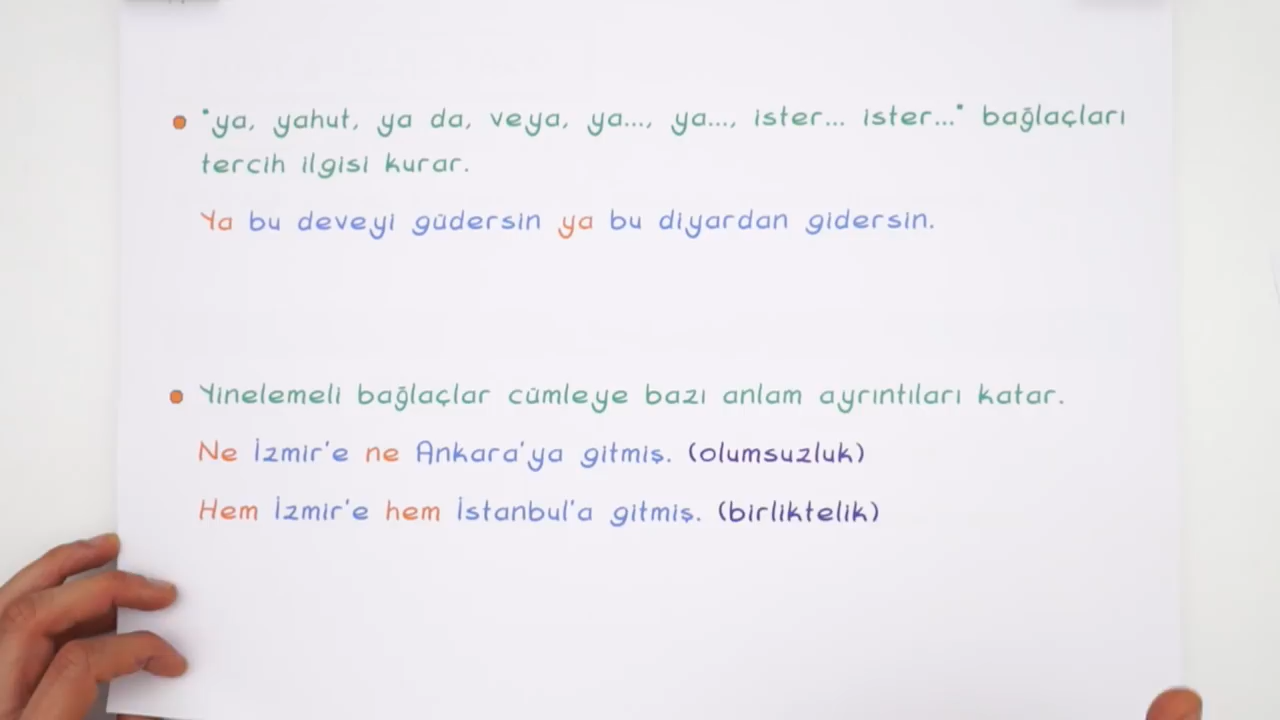 "ya, yahut, ya da, veya, ya..., ya..., ister... ister..." bağlaçları
tercih ilgisi kurar.
Ya bu deveyi güdersin ya bu diyardan gidersin.
Yinelemeli bağlaçlar cümleye bazı anlam ayrıntıları katar.
Ne İzmir'e ne Ankara'ya gitmiş. (olumsuzluk)
Hem İzmir'e hem İstanbul'a gitmiş. (birliktelik)